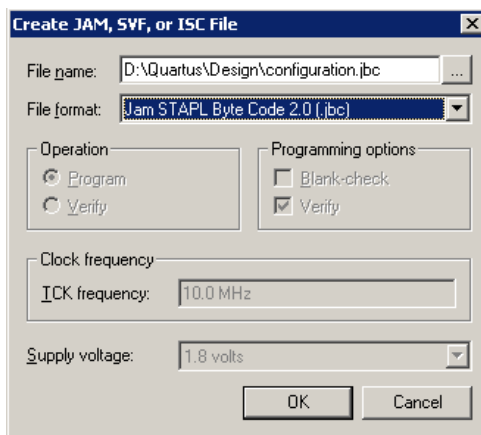 Create JAM, SVF, or ISC File
File name: D:\Quartus\Design\configuration.jbc ...
File format: Jam STAPL Byte Code 2.0 (.jbc)
Operation Programming options
Program Blank-check
Verify Verify
Clock frequency
TCK frequency: 10.0 MHz
Supply voltage: 1.8 volts
OK Cancel